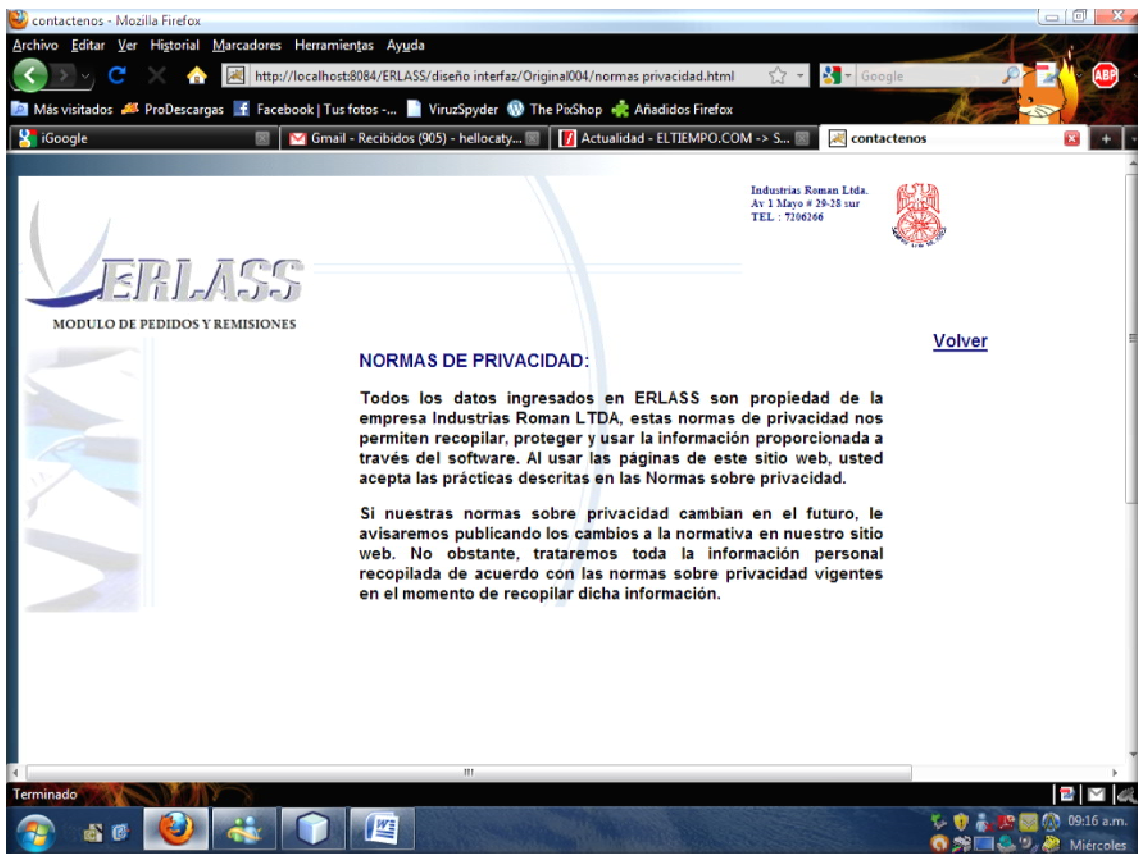 contactenos - Mozilla Firefox
Archivo Editar Ver Historial Marcadores Herramientas Ayuda
http://localhost:8084/ERLASS/diseño interfaz/Original004/normas privacidad.html
Google
ABP
Más visitados ProDescargas Facebook | Tus fotos -... ViruzSpyder The PixShop Añadidos Firefox
iGoogle
Gmail - Recibidos (905) - hellocaty...
Actualidad - ELTIEMPO.COM -> S...
contactenos
Industrias Roman Ltda.
Av 1 Mayo # 29-28 sur
TEL : 7206266
ERLASS
MODULO DE PEDIDOS Y REMISIONES
Volver
NORMAS DE PRIVACIDAD:
Todos los datos ingresados en ERLASS son propiedad de la
empresa Industrias Roman LTDA, estas normas de privacidad nos
permiten recopilar, proteger y usar la información proporcionada a
través del software. Al usar las páginas de este sitio web, usted
acepta las prácticas descritas en las Normas sobre privacidad.
Si nuestras normas sobre privacidad cambian en el futuro, le
avisaremos publicando los cambios a la normativa en nuestro sitio
web. No obstante, trataremos toda la información personal
recopilada de acuerdo con las normas sobre privacidad vigentes
en el momento de recopilar dicha información.
Terminado
09:16 a.m.
Miércoles